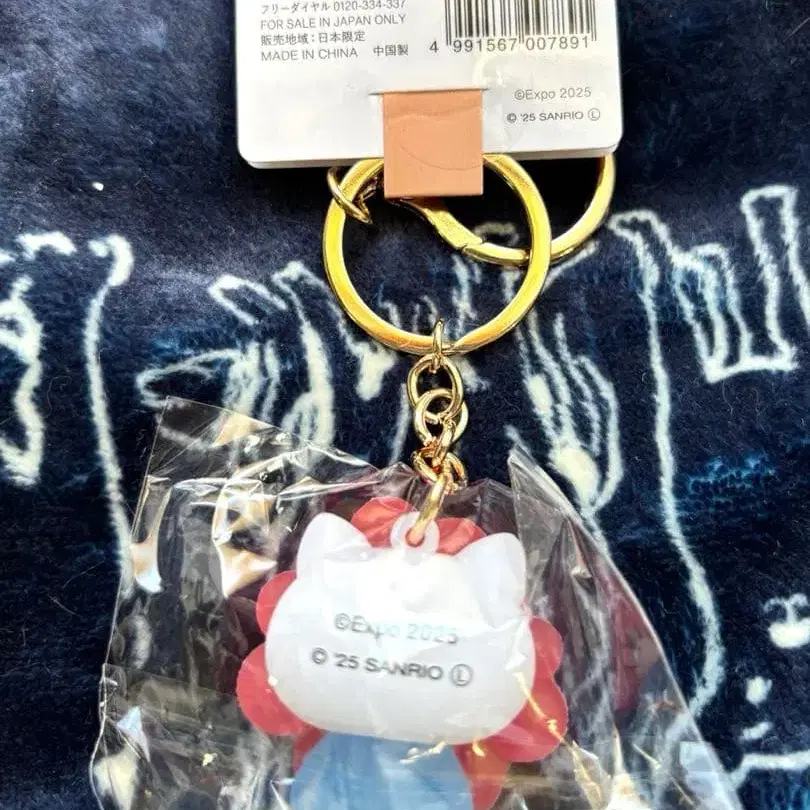 フリーダイヤル 0120-334-337
FOR SALE IN JAPAN ONLY
販売地域：日本限定
MADE IN CHINA 中国製
4 991567 007891
©Expo 2025
© '25 SANRIO Ⓛ
©Expo 2025
© '25 SANRIO Ⓛ